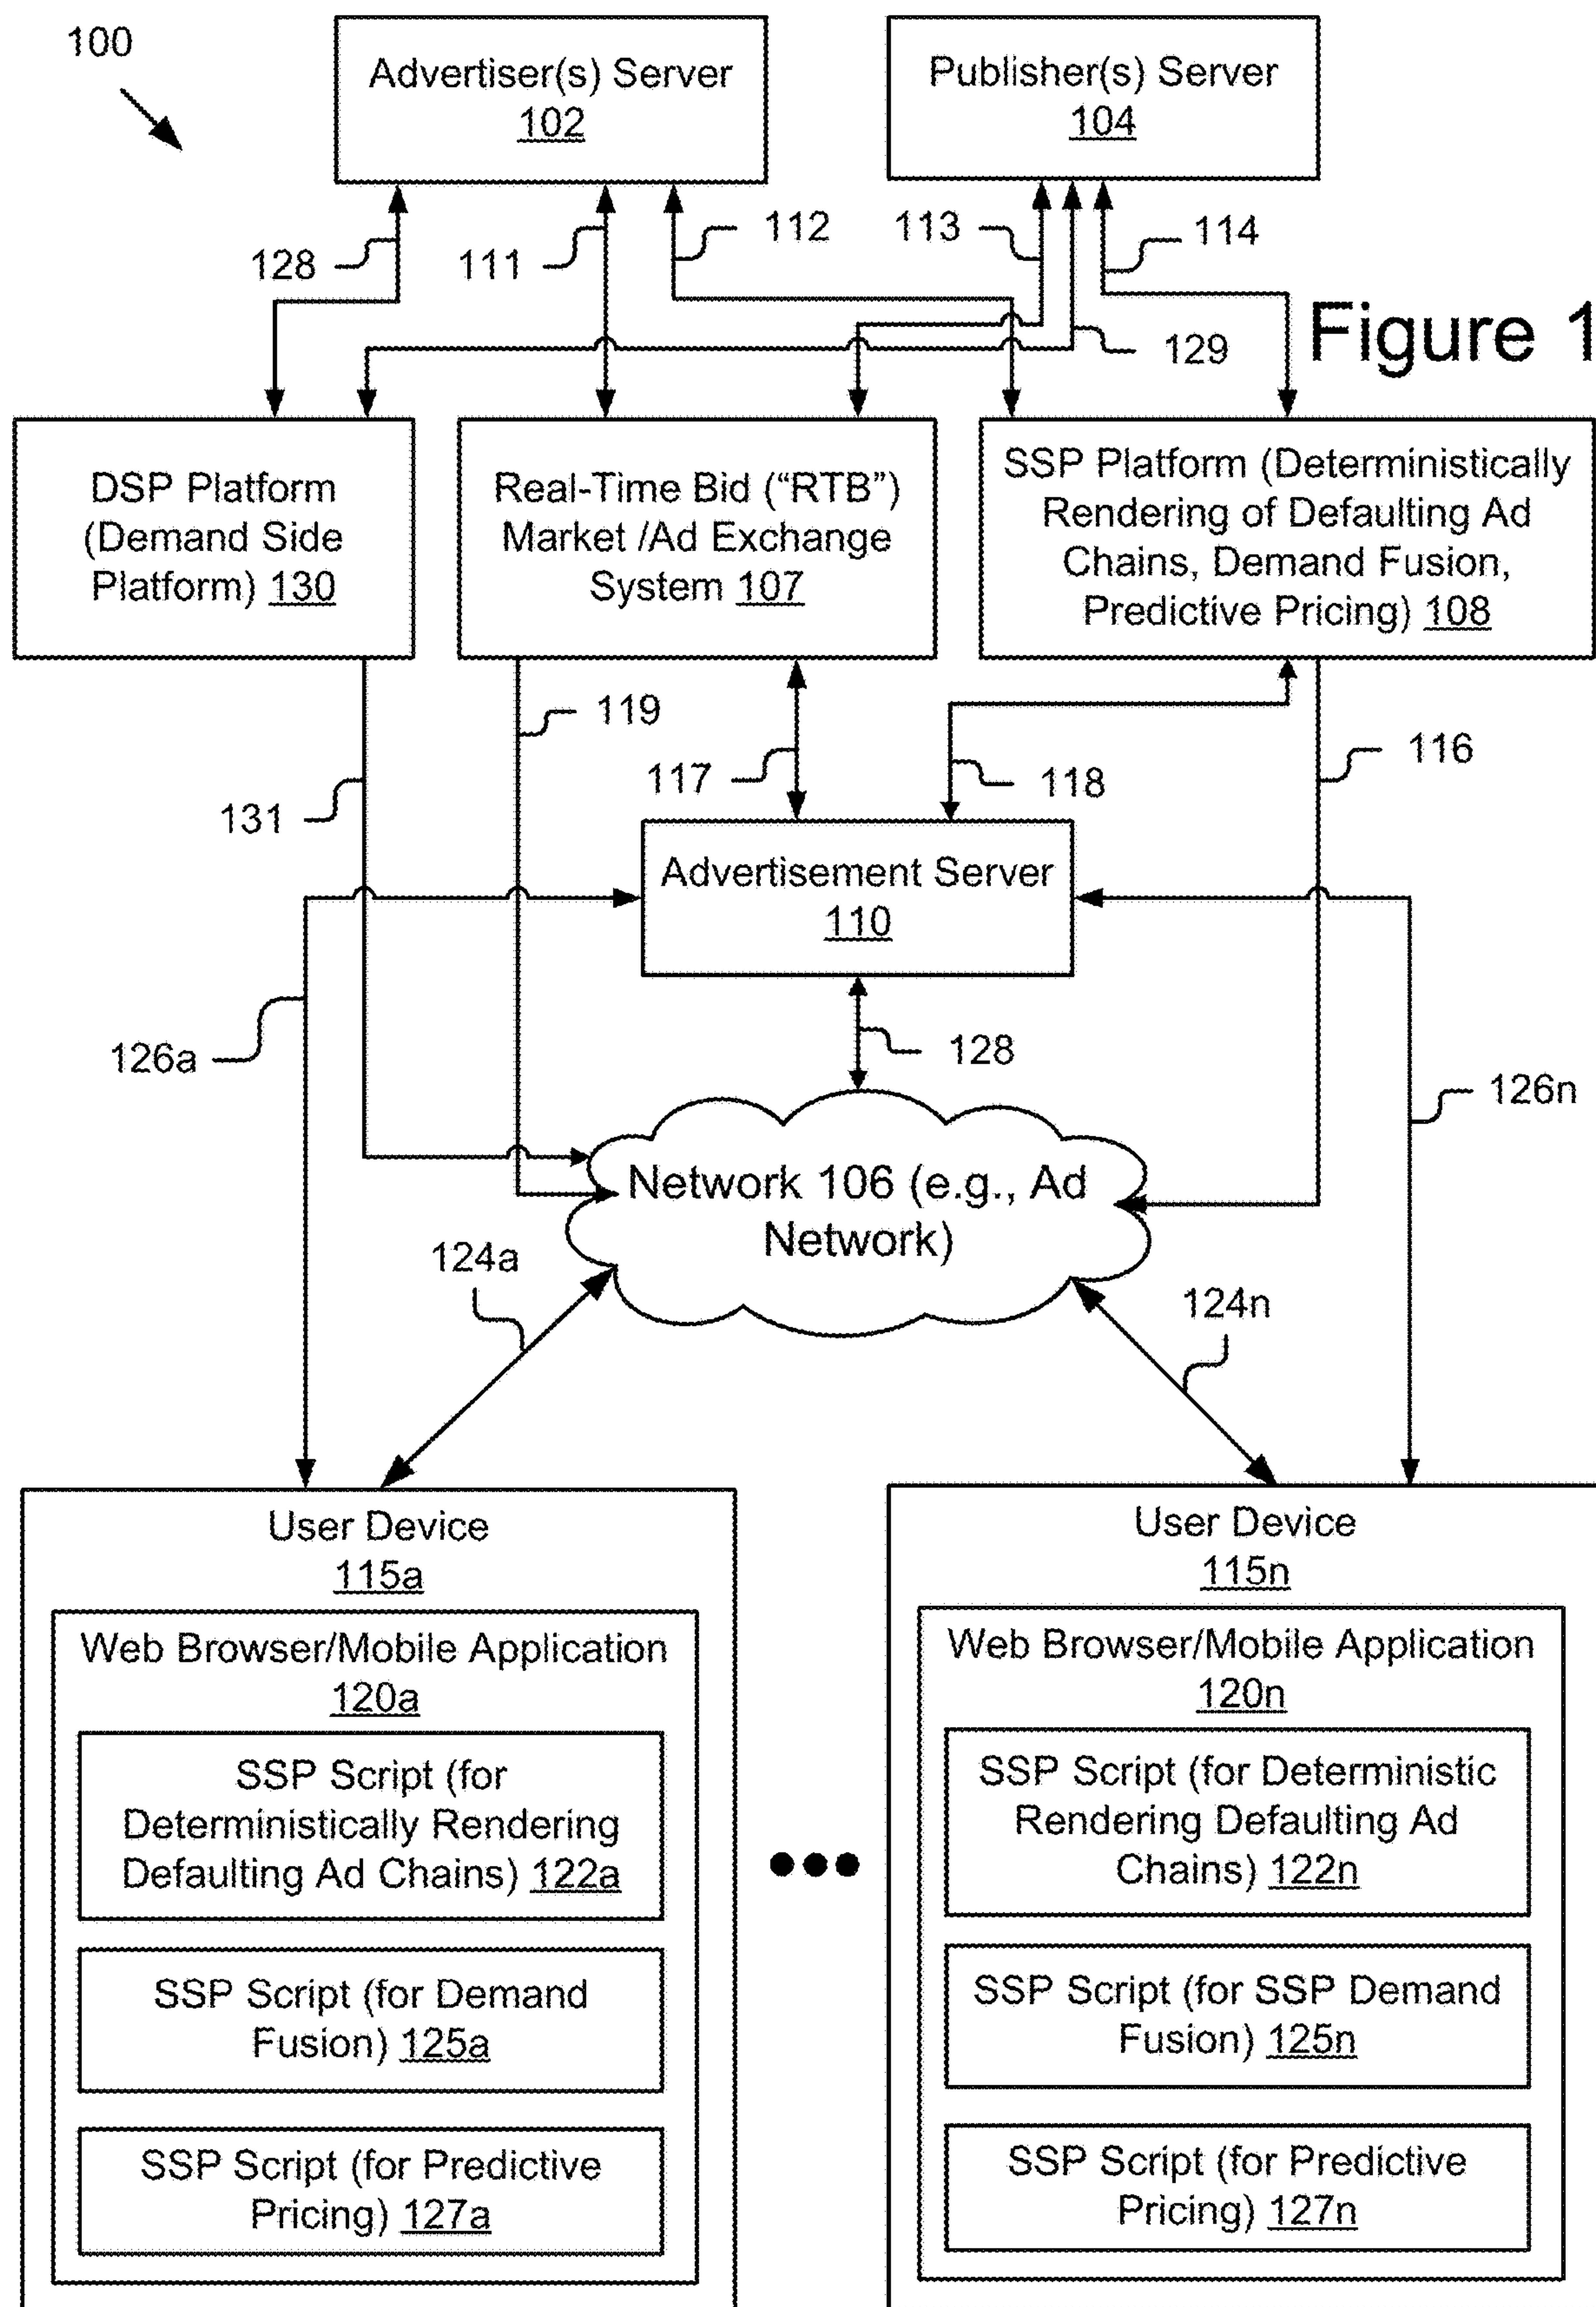 100
Advertiser(s) Server
102
Publisher(s) Server
104
128
111
112
113
114
129
Figure 1
DSP Platform
(Demand Side
Platform) 130
Real-Time Bid (“RTB”)
Market /Ad Exchange
System 107
SSP Platform (Deterministically
Rendering of Defaulting Ad
Chains, Demand Fusion,
Predictive Pricing) 108
119
117
118
116
131
Advertisement Server
110
126a
128
126n
Network 106 (e.g., Ad
Network)
124a
124n
User Device
115a
Web Browser/Mobile Application
120a
SSP Script (for
Deterministically Rendering
Defaulting Ad Chains) 122a
SSP Script (for Demand
Fusion) 125a
SSP Script (for Predictive
Pricing) 127a
User Device
115n
Web Browser/Mobile Application
120n
SSP Script (for Deterministic
Rendering Defaulting Ad
Chains) 122n
SSP Script (for SSP Demand
Fusion) 125n
SSP Script (for Predictive
Pricing) 127n